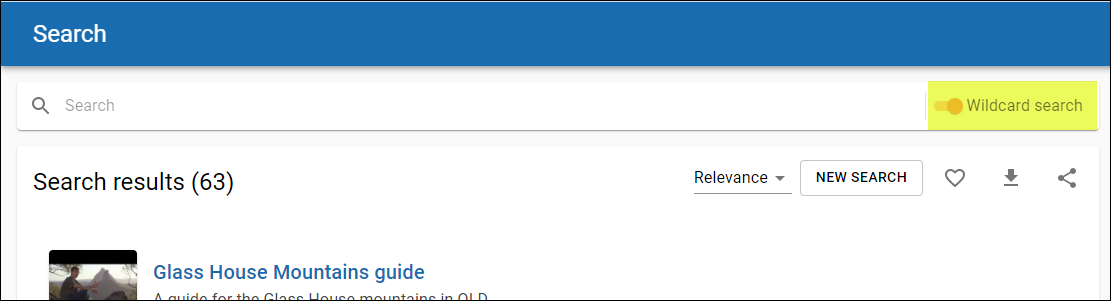 Search
Search
Wildcard search
Search results (63)
Relevance
NEW SEARCH
Glass House Mountains guide
A guide for the Glass House mountains in QLD